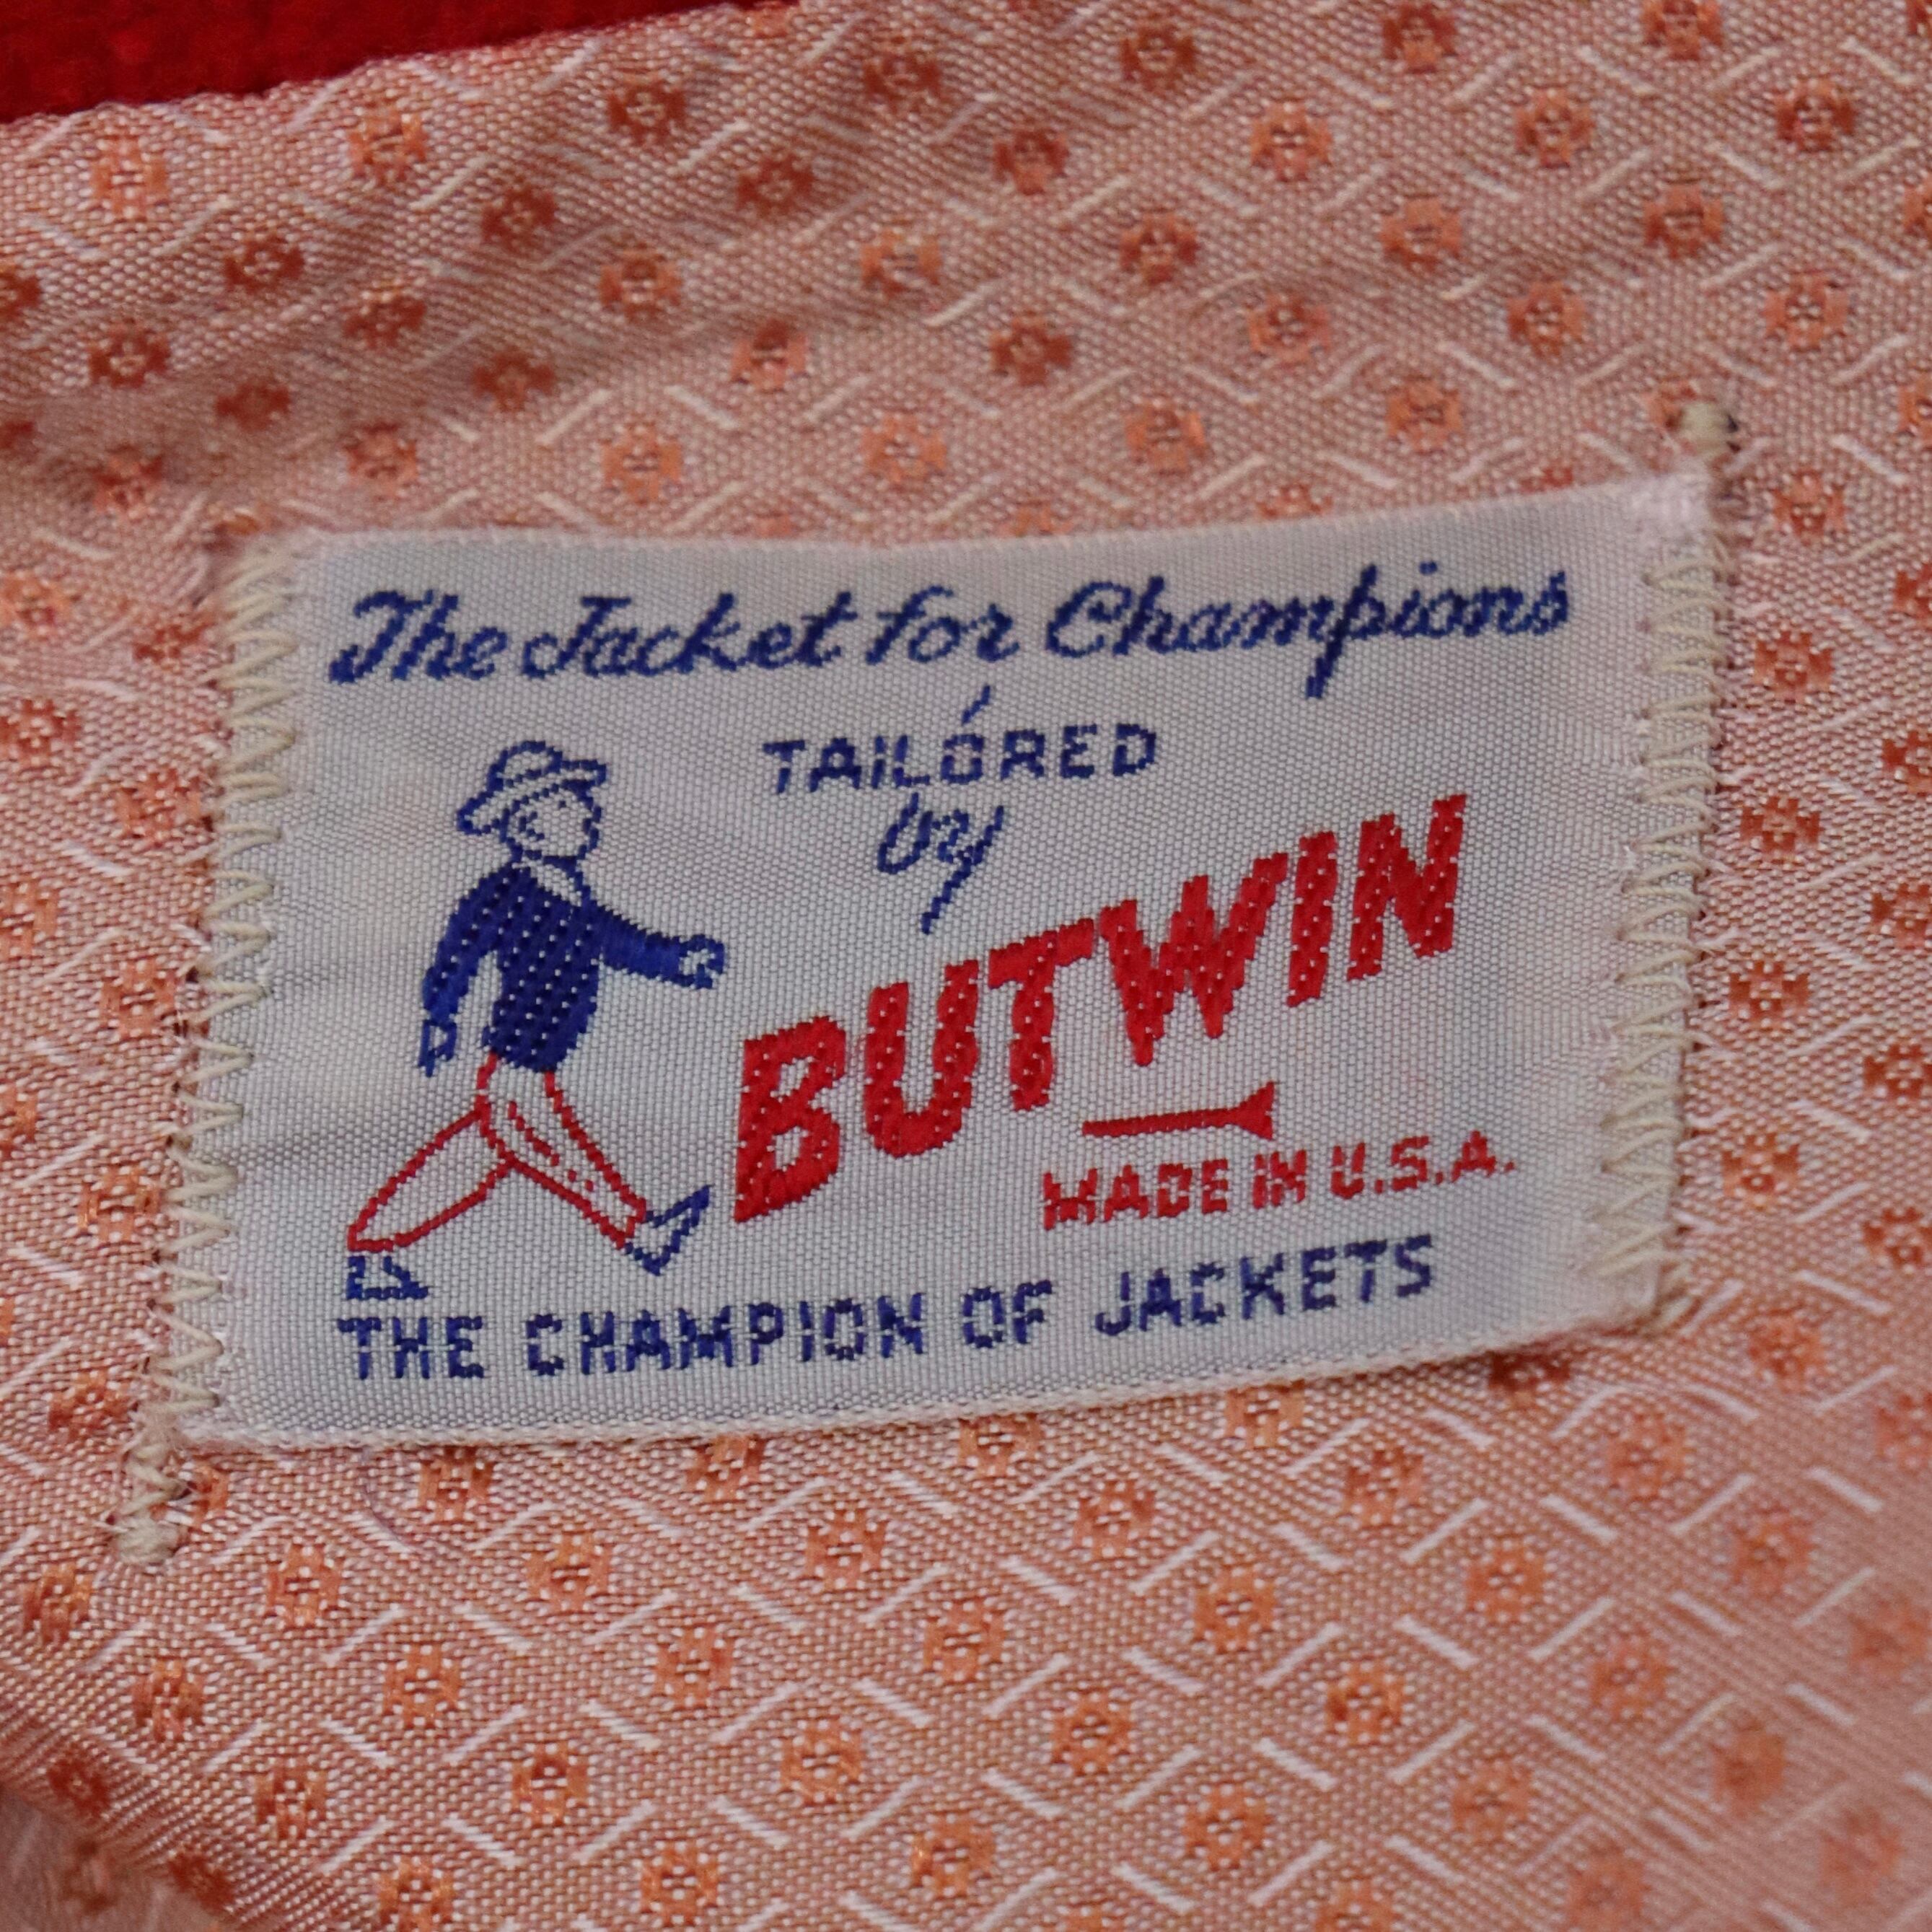 The Jacket for Champions
TAILORED
by
BUTWIN
MADE IN U.S.A.
THE CHAMPION OF JACKETS